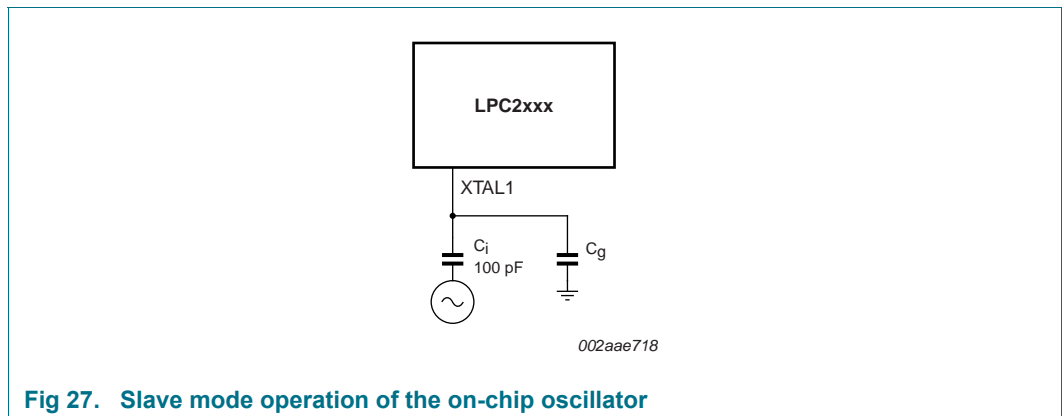 LPC2xxx
XTAL1
Ci
100 pF
Cg
002aae718
Fig 27. Slave mode operation of the on-chip oscillator